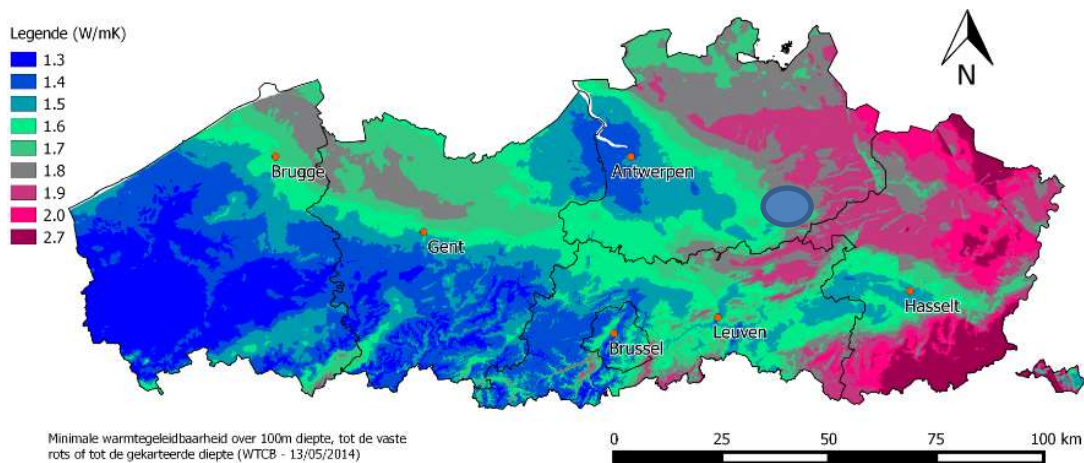 Legende (W/mK)
1.3
1.4
1.5
1.6
1.7
1.8
1.9
2.0
2.7
N
Brugge
Antwerpen
Gent
Hasselt
Leuven
Brussel
Minimale warmtegeleidbaarheid over 100m diepte, tot de vaste
rots of tot de gekarteerde diepte (WTCB - 13/05/2014)
0 25 50 75 100 km